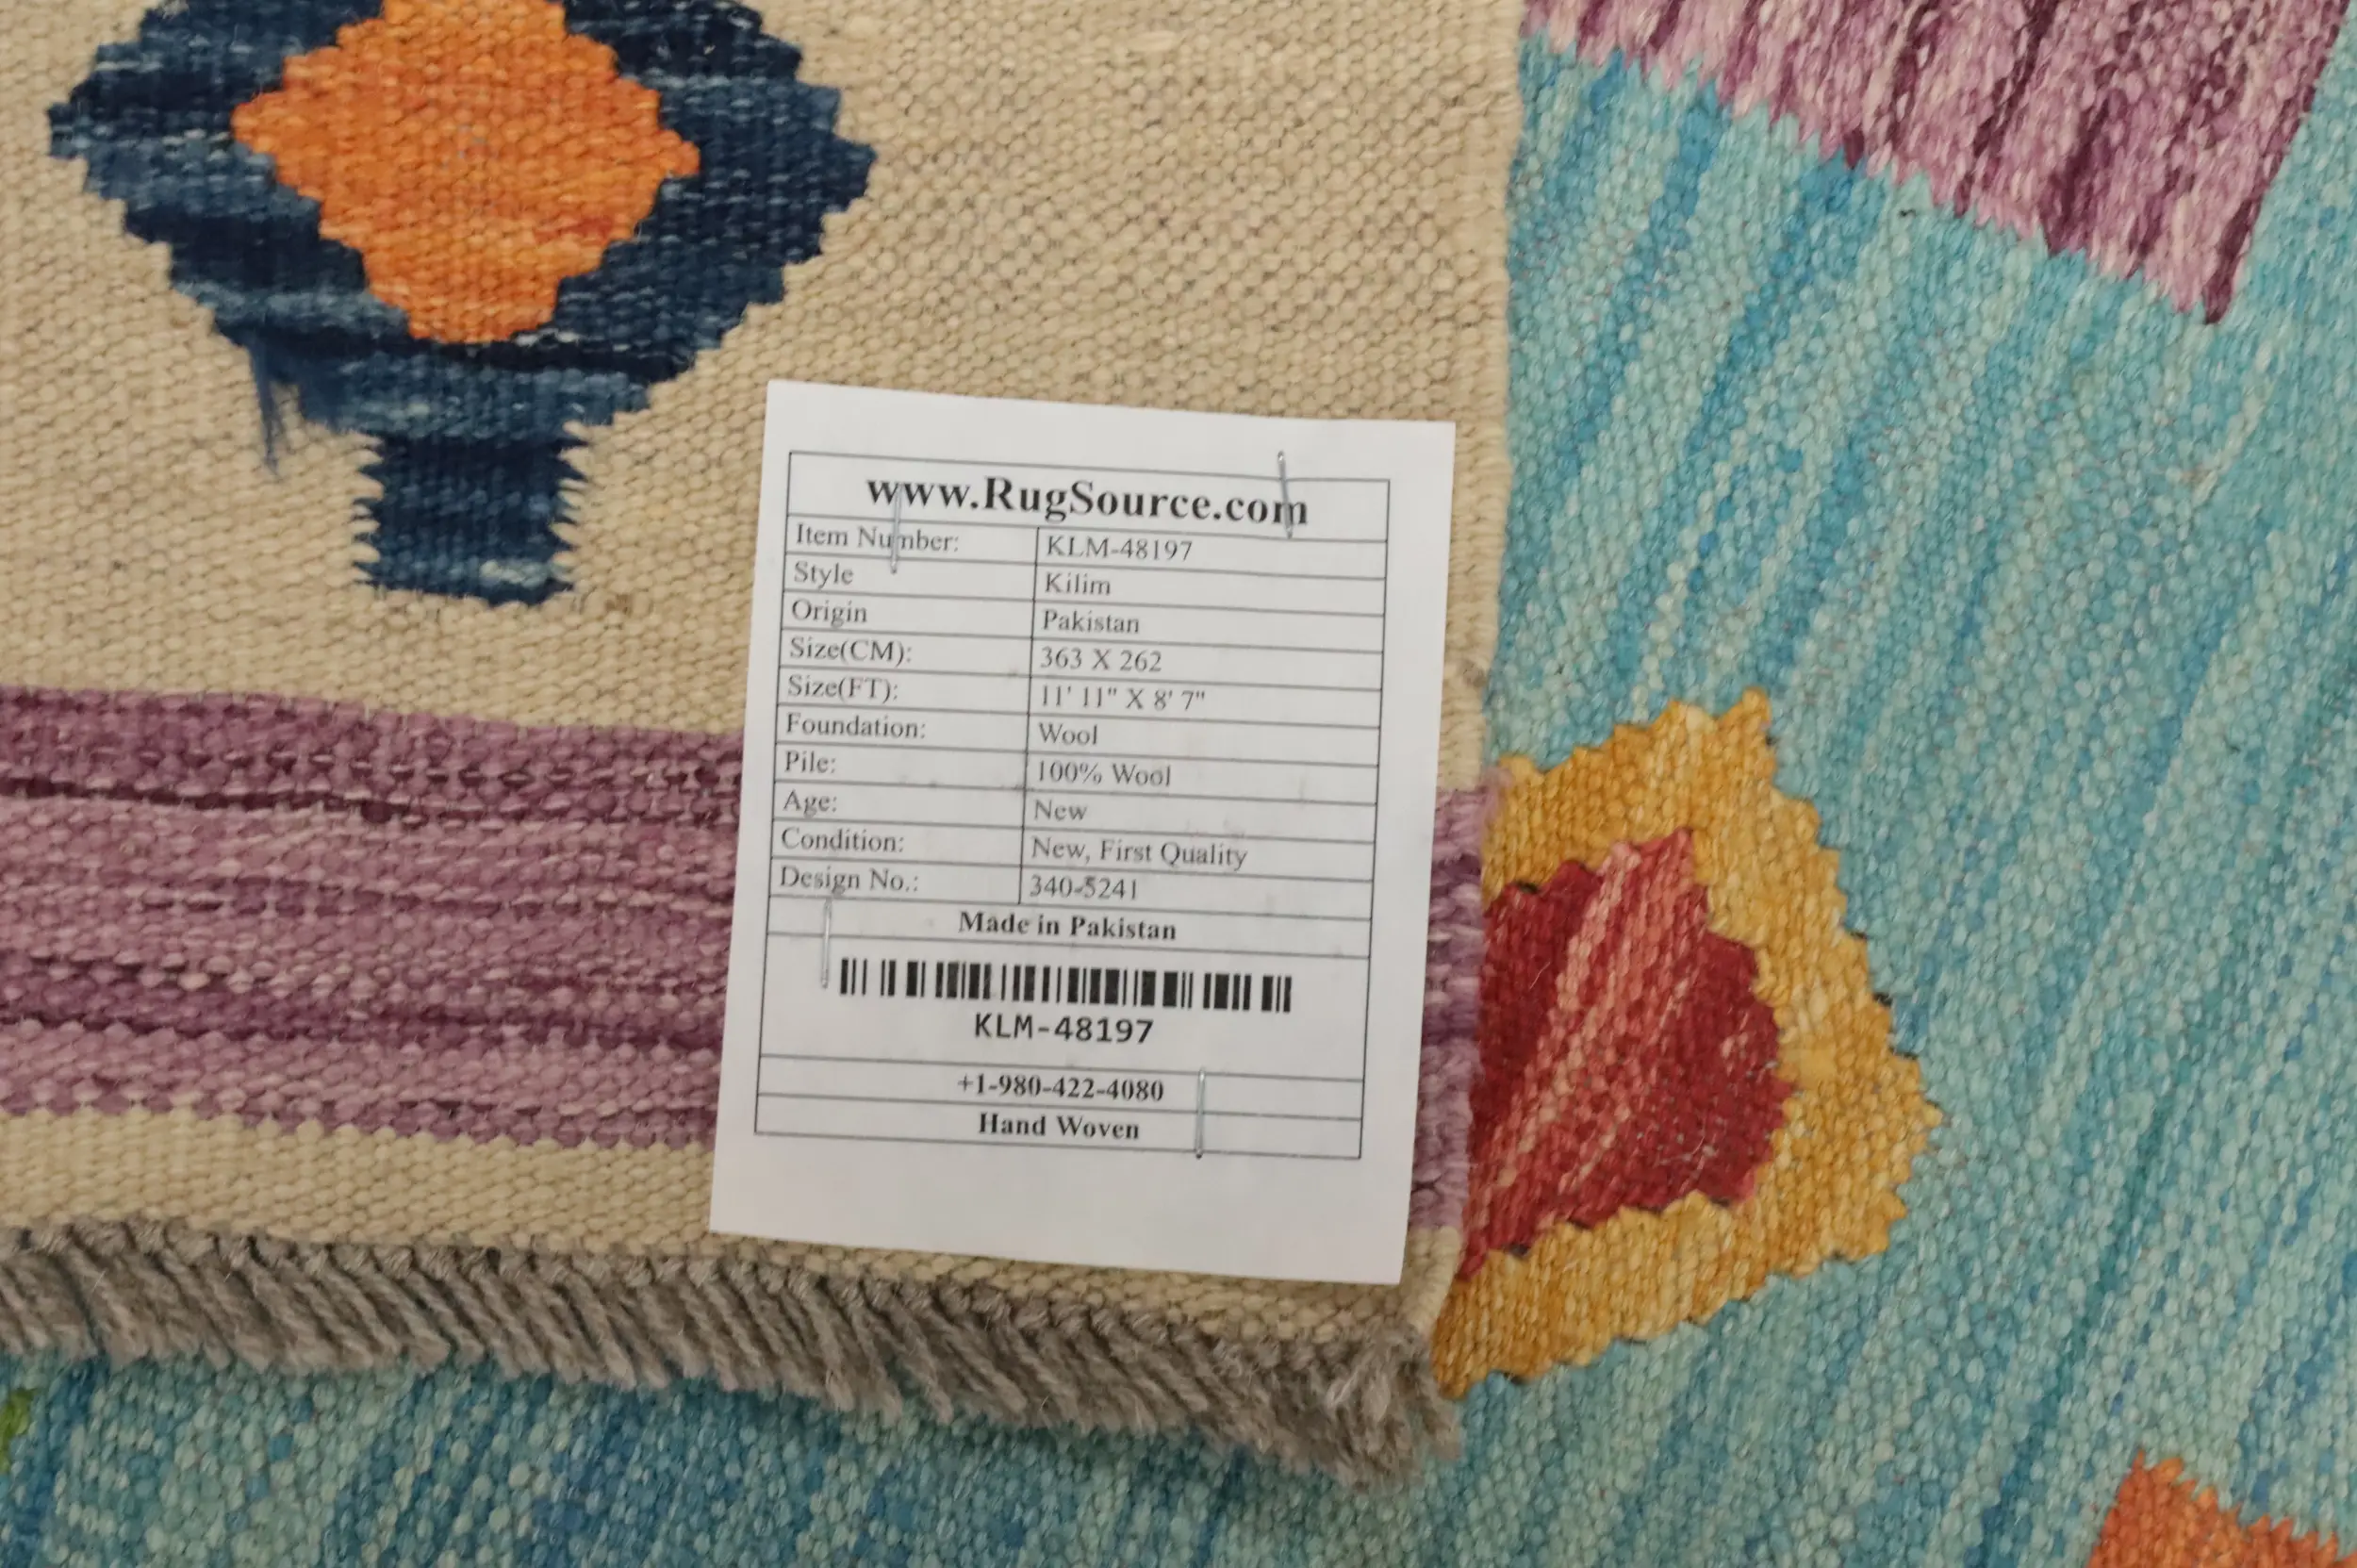 www.RugSource.com
Item Number: KLM-48197
Style Kilim
Origin Pakistan
Size(CM): 363 X 262
Size(FT): 11' 11" X 8' 7"
Foundation: Wool
Pile: 100% Wool
Age: New
Condition: New, First Quality
Design No.: 340-5241
Made in Pakistan
KLM-48197
+1-980-422-4080
Hand Woven